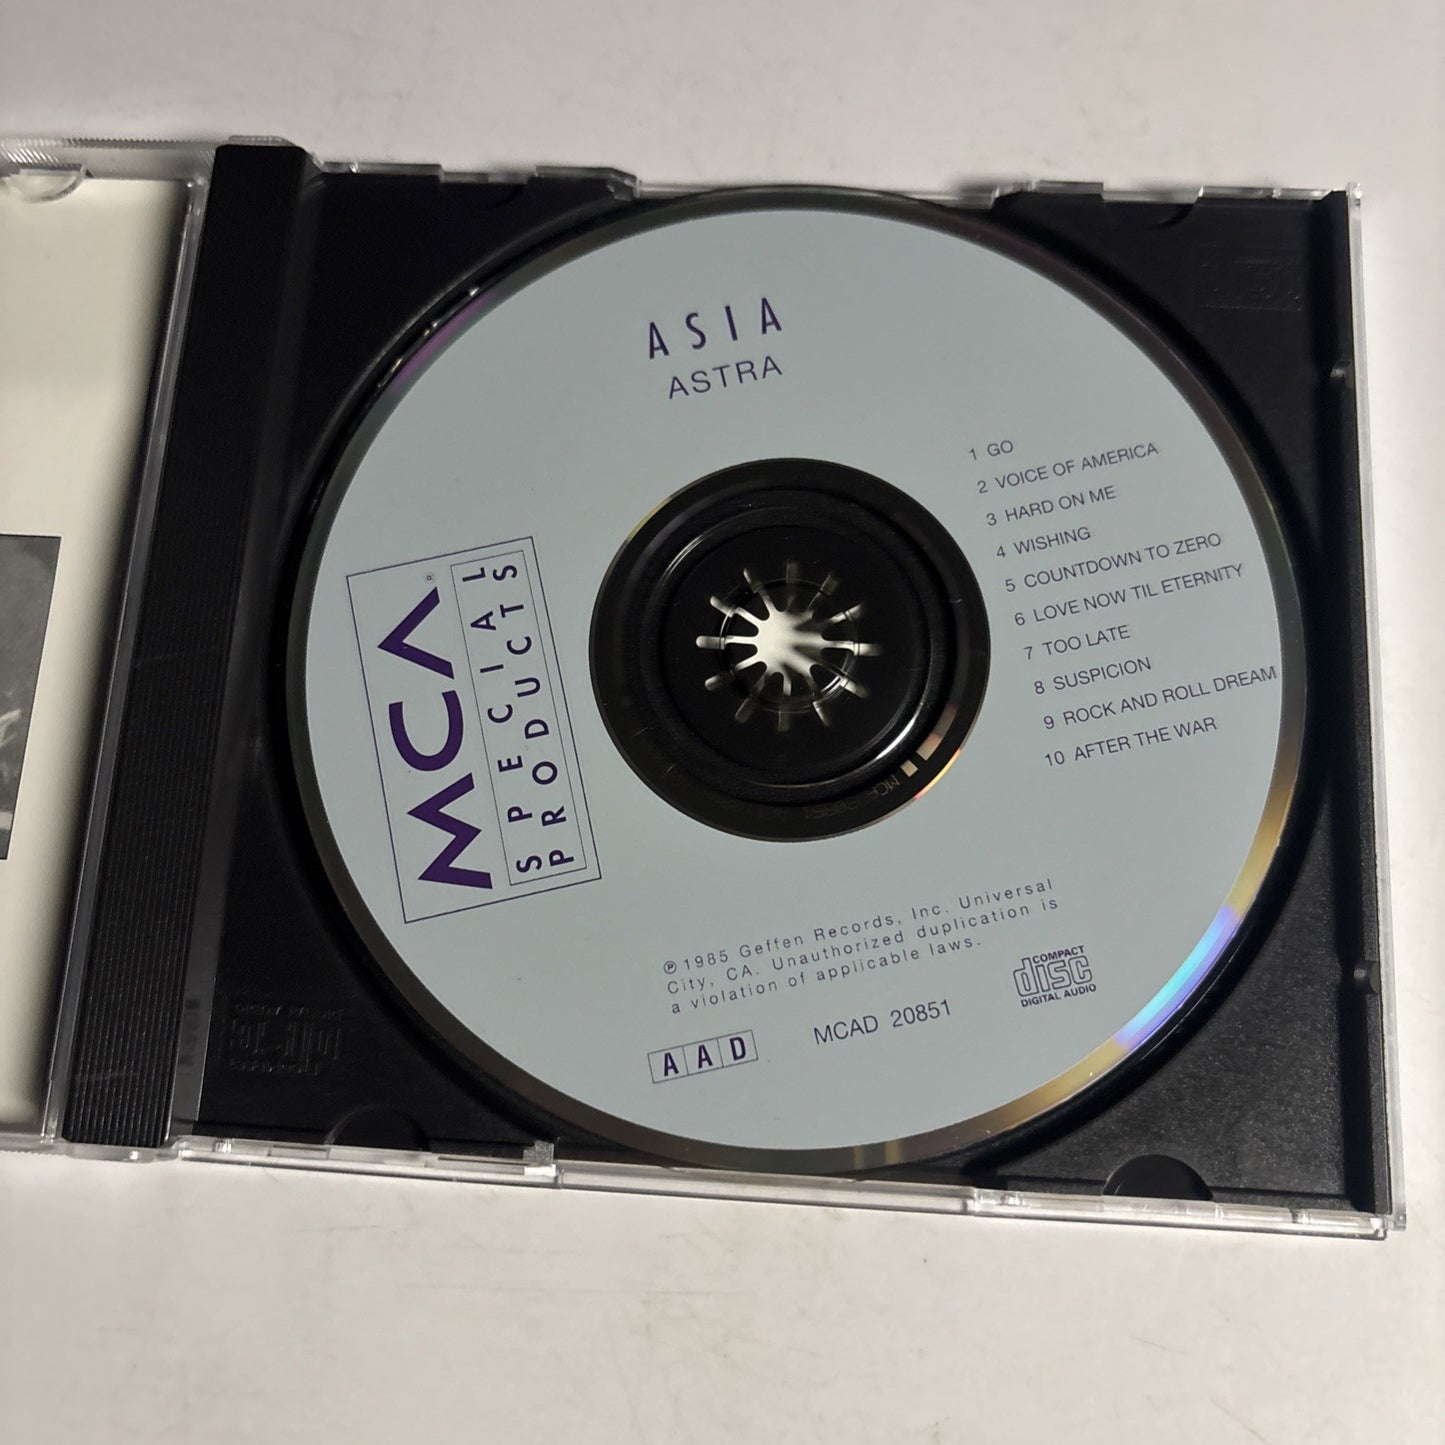 ASIA
ASTRA
1 GO
2 VOICE OF AMERICA
3 HARD ON ME
4 WISHING
5 COUNTDOWN TO ZERO
6 LOVE NOW TIL ETERNITY
7 TOO LATE
8 SUSPICION
9 ROCK AND ROLL DREAM
10 AFTER THE WAR
MCA®
SPECIAL
PRODUCTS
℗ 1985 Geffen Records, Inc. Universal
City, CA. Unauthorized duplication is
a violation of applicable laws.
COMPACT
disc
DIGITAL AUDIO
AAD
MCAD 20851